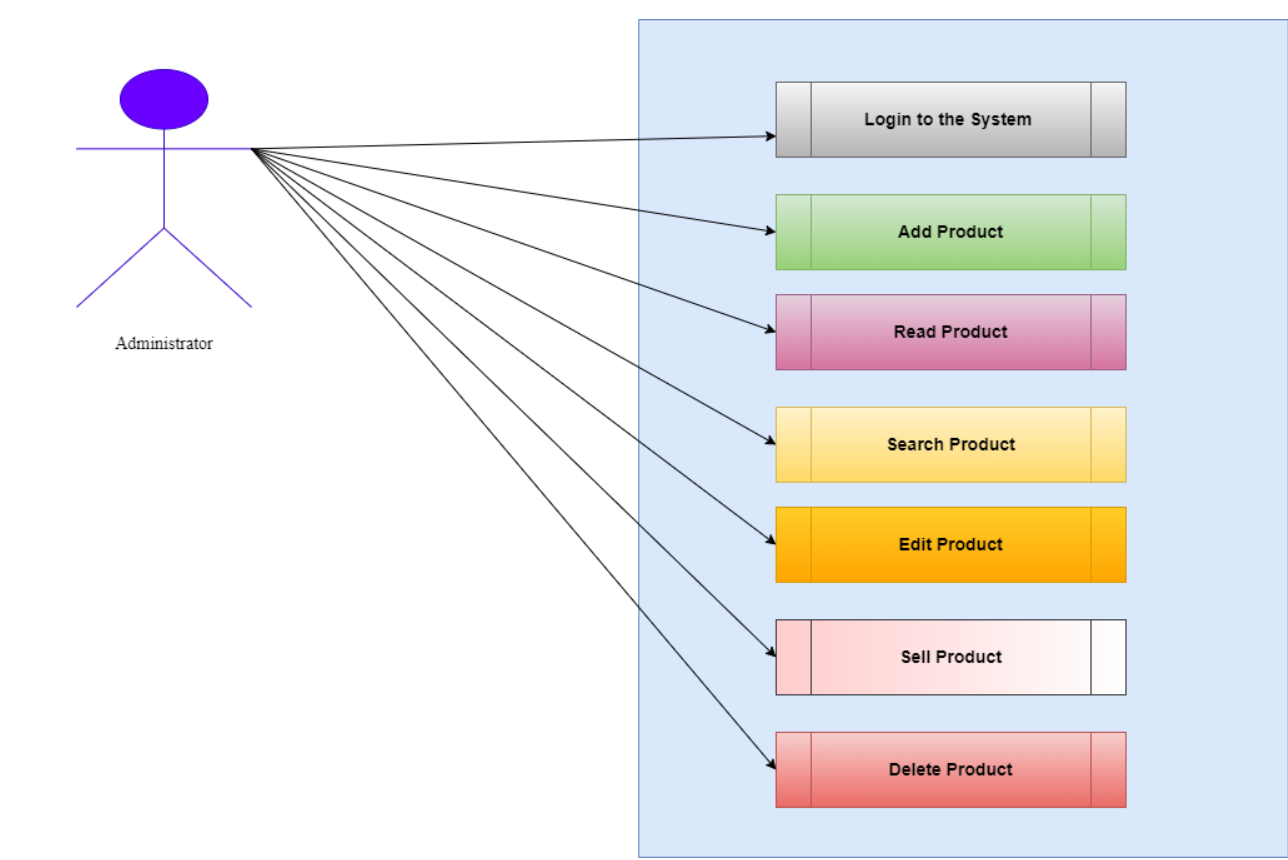 Login to the System
Add Product
Read Product
Administrator
Search Product
Edit Product
Sell Product
Delete Product